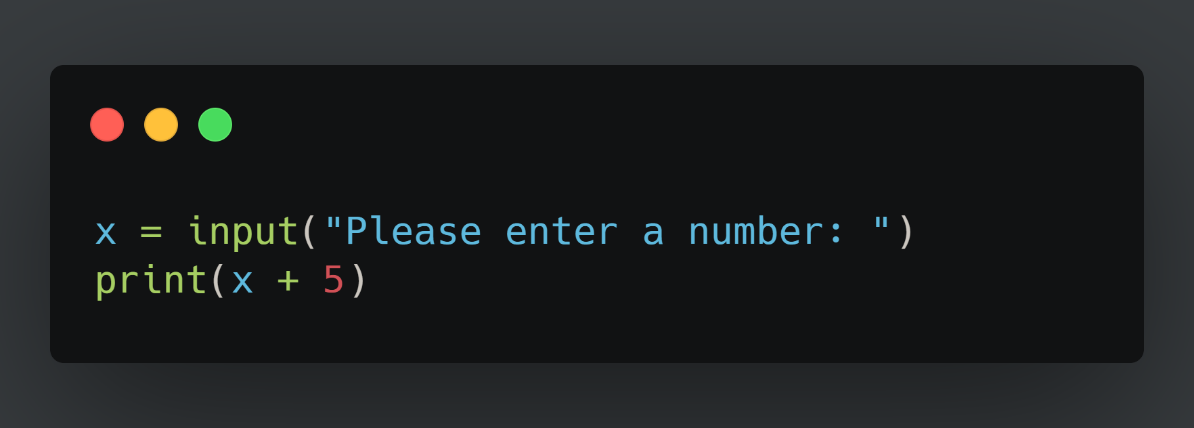 x = input("Please enter a number: ")
print(x + 5)